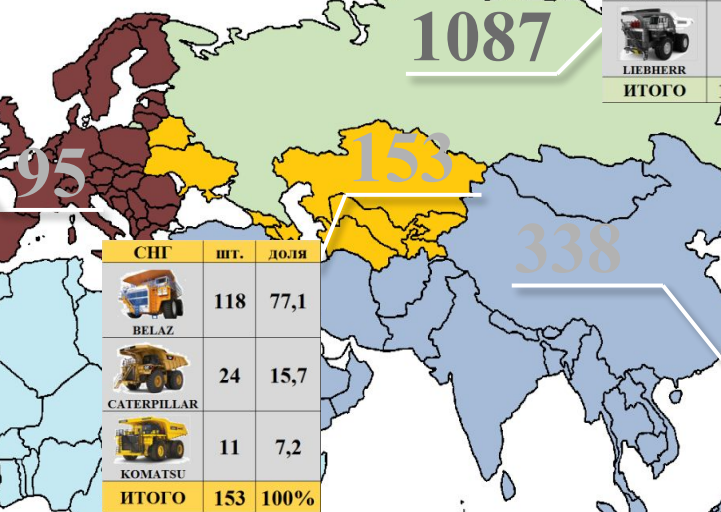 1087
LIEBHERR
ИТОГО
95
153
338
СНГ шт. доля
BELAZ 118 77,1
CATERPILLAR 24 15,7
KOMATSU 11 7,2
ИТОГО 153 100%